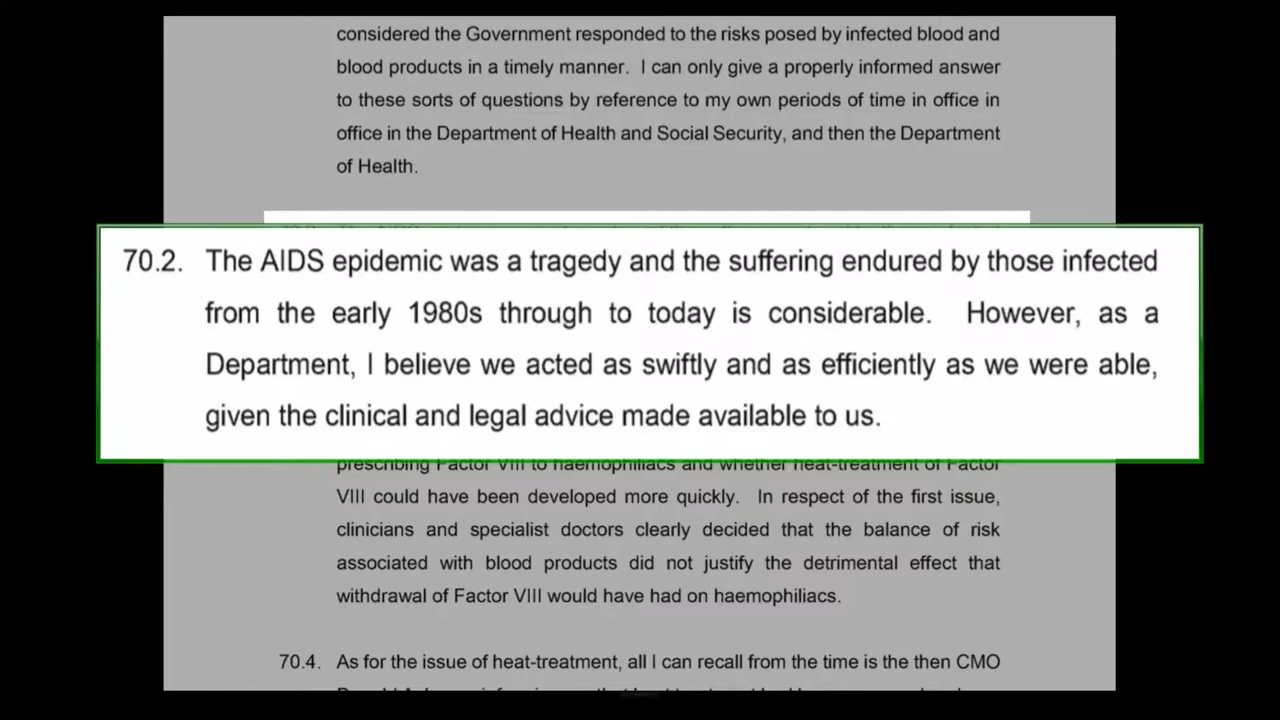 considered the Government responded to the risks posed by infected blood and
blood products in a timely manner. I can only give a properly informed answer
to these sorts of questions by reference to my own periods of time in office in
office in the Department of Health and Social Security, and then the Department
of Health.
70.2. The AIDS epidemic was a tragedy and the suffering endured by those infected
from the early 1980s through to today is considerable. However, as a
Department, I believe we acted as swiftly and as efficiently as we were able,
given the clinical and legal advice made available to us.
prescribing Factor VIII to haemophiliacs and whether heat-treatment of Factor
VIII could have been developed more quickly. In respect of the first issue,
clinicians and specialist doctors clearly decided that the balance of risk
associated with blood products did not justify the detrimental effect that
withdrawal of Factor VIII would have had on haemophiliacs.
70.4. As for the issue of heat-treatment, all I can recall from the time is the then CMO